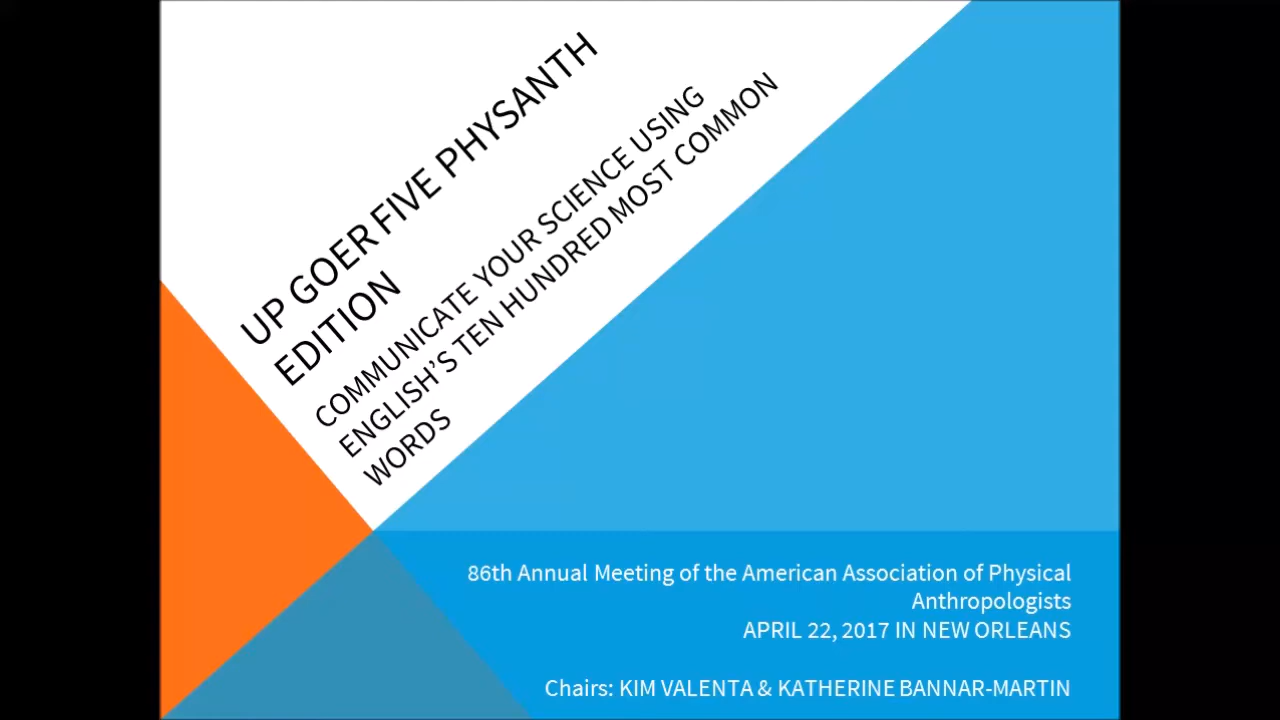 UP GOER FIVE PHYSANTH
EDITION
COMMUNICATE YOUR SCIENCE USING
ENGLISH’S TEN HUNDRED MOST COMMON
WORDS
86th Annual Meeting of the American Association of Physical
Anthropologists
APRIL 22, 2017 IN NEW ORLEANS
Chairs: KIM VALENTA & KATHERINE BANNAR-MARTIN